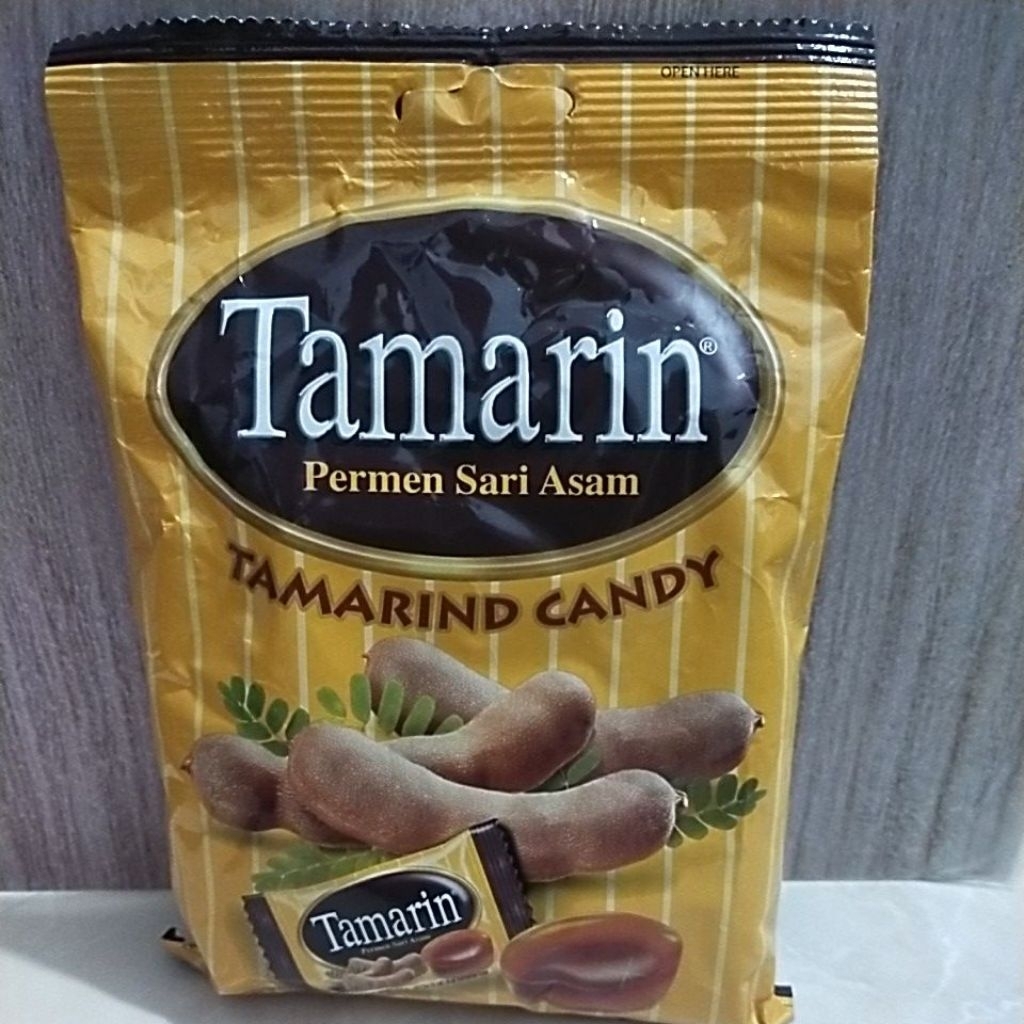 OPEN HERE
Tamarin®
Permen Sari Asam
TAMARIND CANDY
Tamarin
Permen Sari Asam